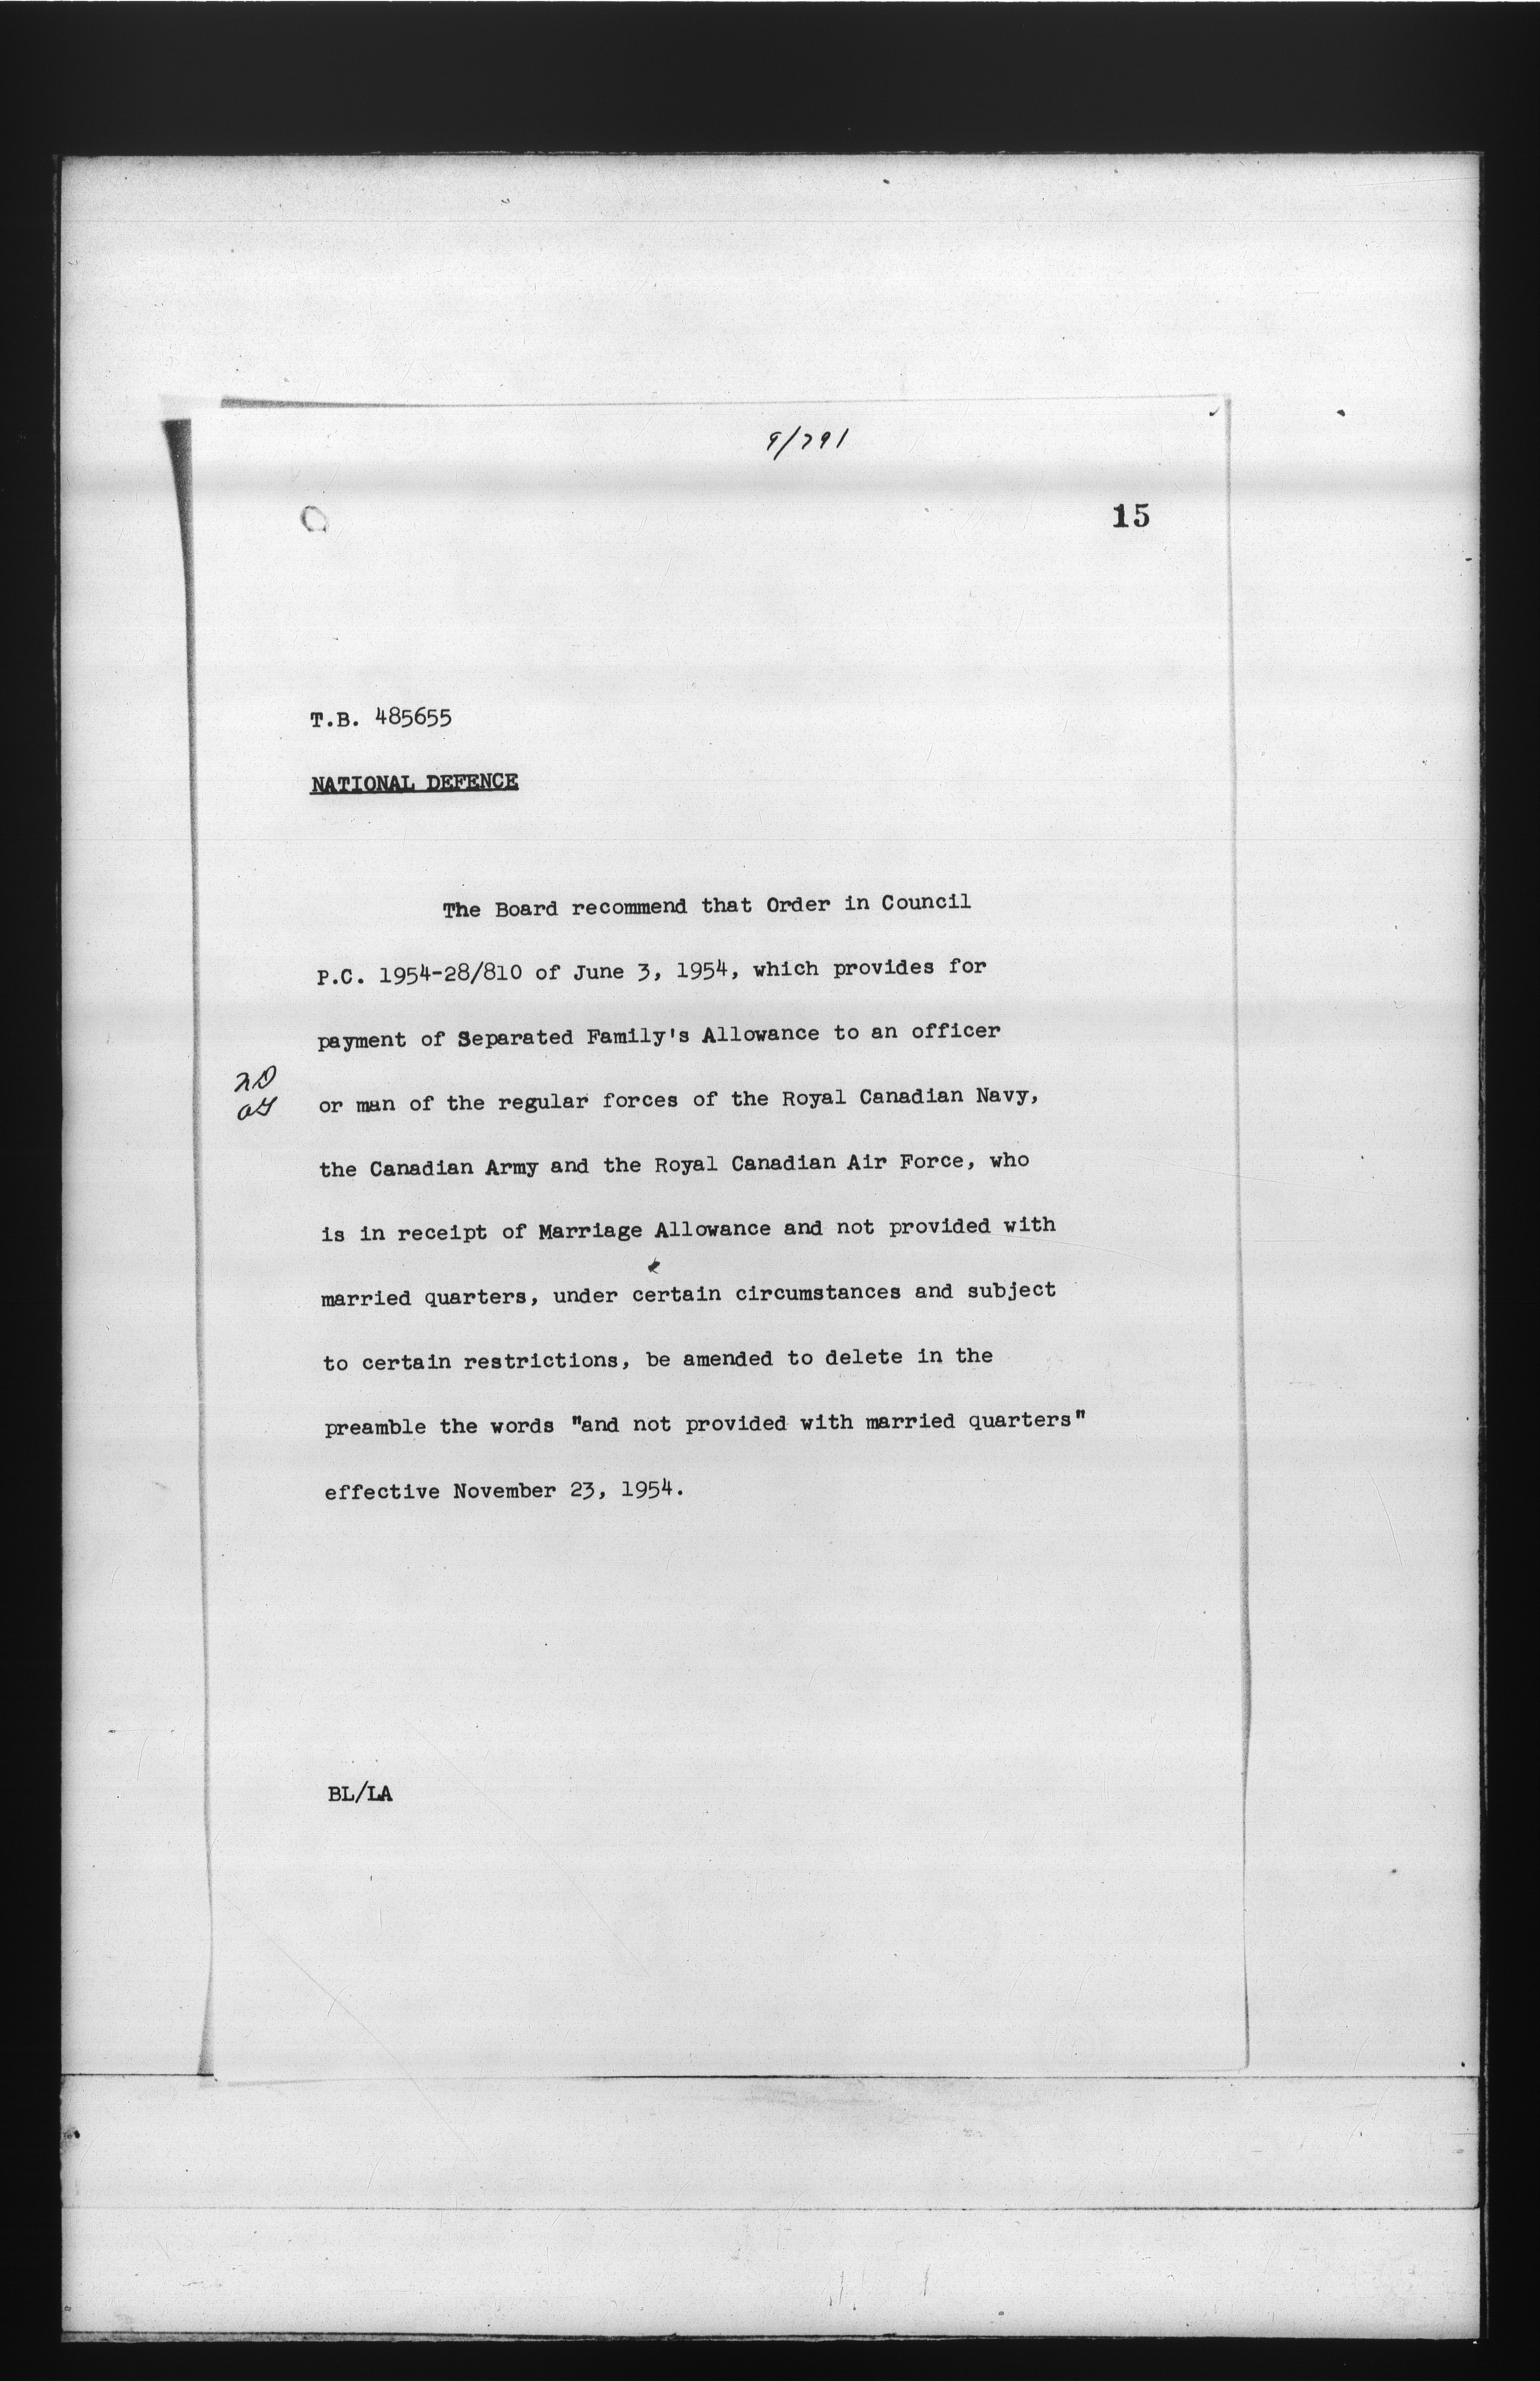 9/791
15
T.B. 485655
NATIONAL DEFENCE
The Board recommend that Order in Council
P.C. 1954-28/810 of June 3, 1954, which provides for
payment of Separated Family's Allowance to an officer
or man of the regular forces of the Royal Canadian Navy,
the Canadian Army and the Royal Canadian Air Force, who
is in receipt of Marriage Allowance and not provided with
married quarters, under certain circumstances and subject
to certain restrictions, be amended to delete in the
preamble the words "and not provided with married quarters"
effective November 23, 1954.
BL/LA